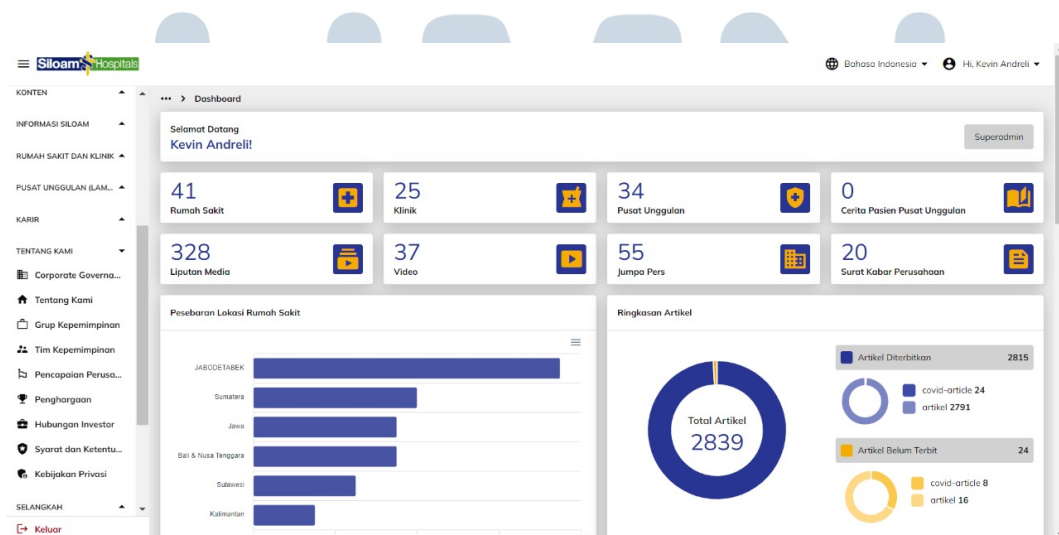 Siloam Hospitals
Bahasa Indonesia
Hi, Kevin Andreli
KONTEN
INFORMASI SILOAM
RUMAH SAKIT DAN KLINIK
PUSAT UNGGULAN (LAM...
KARIR
TENTANG KAMI
Corporate Governa...
Tentang Kami
Grup Kepemimpinan
Tim Kepemimpinan
Pencapaian Perusa...
Penghargaan
Hubungan Investor
Syarat dan Ketentu...
Kebijakan Privasi
SELANGKAH
Keluar
... > Dashboard
Selamat Datang
Kevin Andreli!
Superadmin
41
Rumah Sakit
25
Klinik
34
Pusat Unggulan
0
Cerita Pasien Pusat Unggulan
328
Liputan Media
37
Video
55
Jumpa Pers
20
Surat Kabar Perusahaan
Pesebaran Lokasi Rumah Sakit
JABODETABEK
Sumatera
Jawa
Bali & Nusa Tenggara
Sulawesi
Kalimantan
Ringkasan Artikel
Total Artikel
2839
Artikel Diterbitkan 2815
covid-article 24
artikel 2791
Artikel Belum Terbit 24
covid-article 8
artikel 16